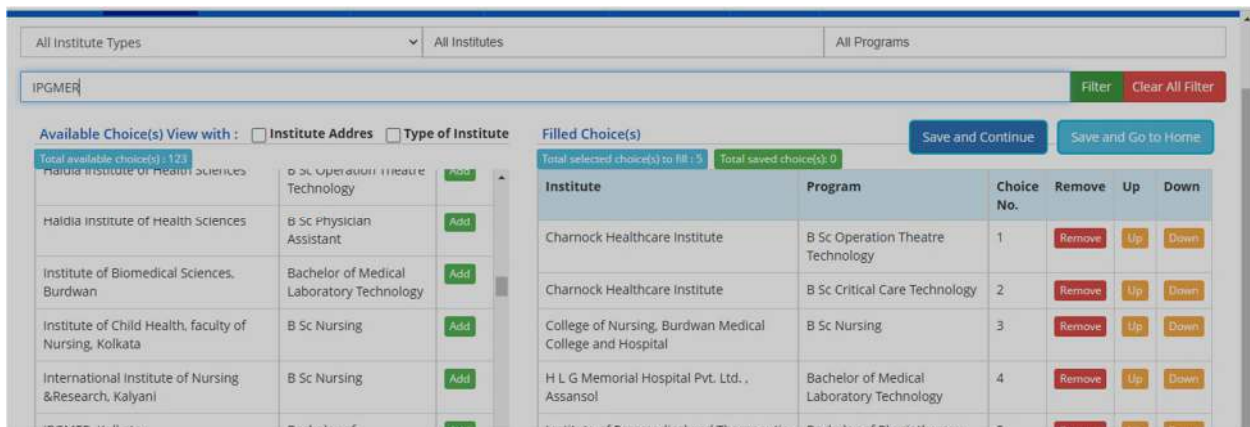 All Institute Types
All Institutes
All Programs
IPGMER
Filter
Clear All Filter
Available Choice(s) View with :
Institute Addres
Type of Institute
Total available choice(s) : 123
Haldia Institute of Health Sciences
B Sc Operation Theatre
Technology
Add
Haldia Institute of Health Sciences
B Sc Physician
Assistant
Add
Institute of Biomedical Sciences,
Burdwan
Bachelor of Medical
Laboratory Technology
Add
Institute of Child Health, faculty of
Nursing, Kolkata
B Sc Nursing
Add
International Institute of Nursing
&Research, Kalyani
B Sc Nursing
Add
Filled Choice(s)
Save and Continue
Save and Go to Home
Total selected choice(s) to fill : 5
Total saved choice(s): 0
Institute
Program
Choice
No.
Remove
Up
Down
Charnock Healthcare Institute
B Sc Operation Theatre
Technology
1
Remove
Up
Down
Charnock Healthcare Institute
B Sc Critical Care Technology
2
Remove
Up
Down
College of Nursing, Burdwan Medical
College and Hospital
B Sc Nursing
3
Remove
Up
Down
H L G Memorial Hospital Pvt. Ltd. ,
Assansol
Bachelor of Medical
Laboratory Technology
4
Remove
Up
Down